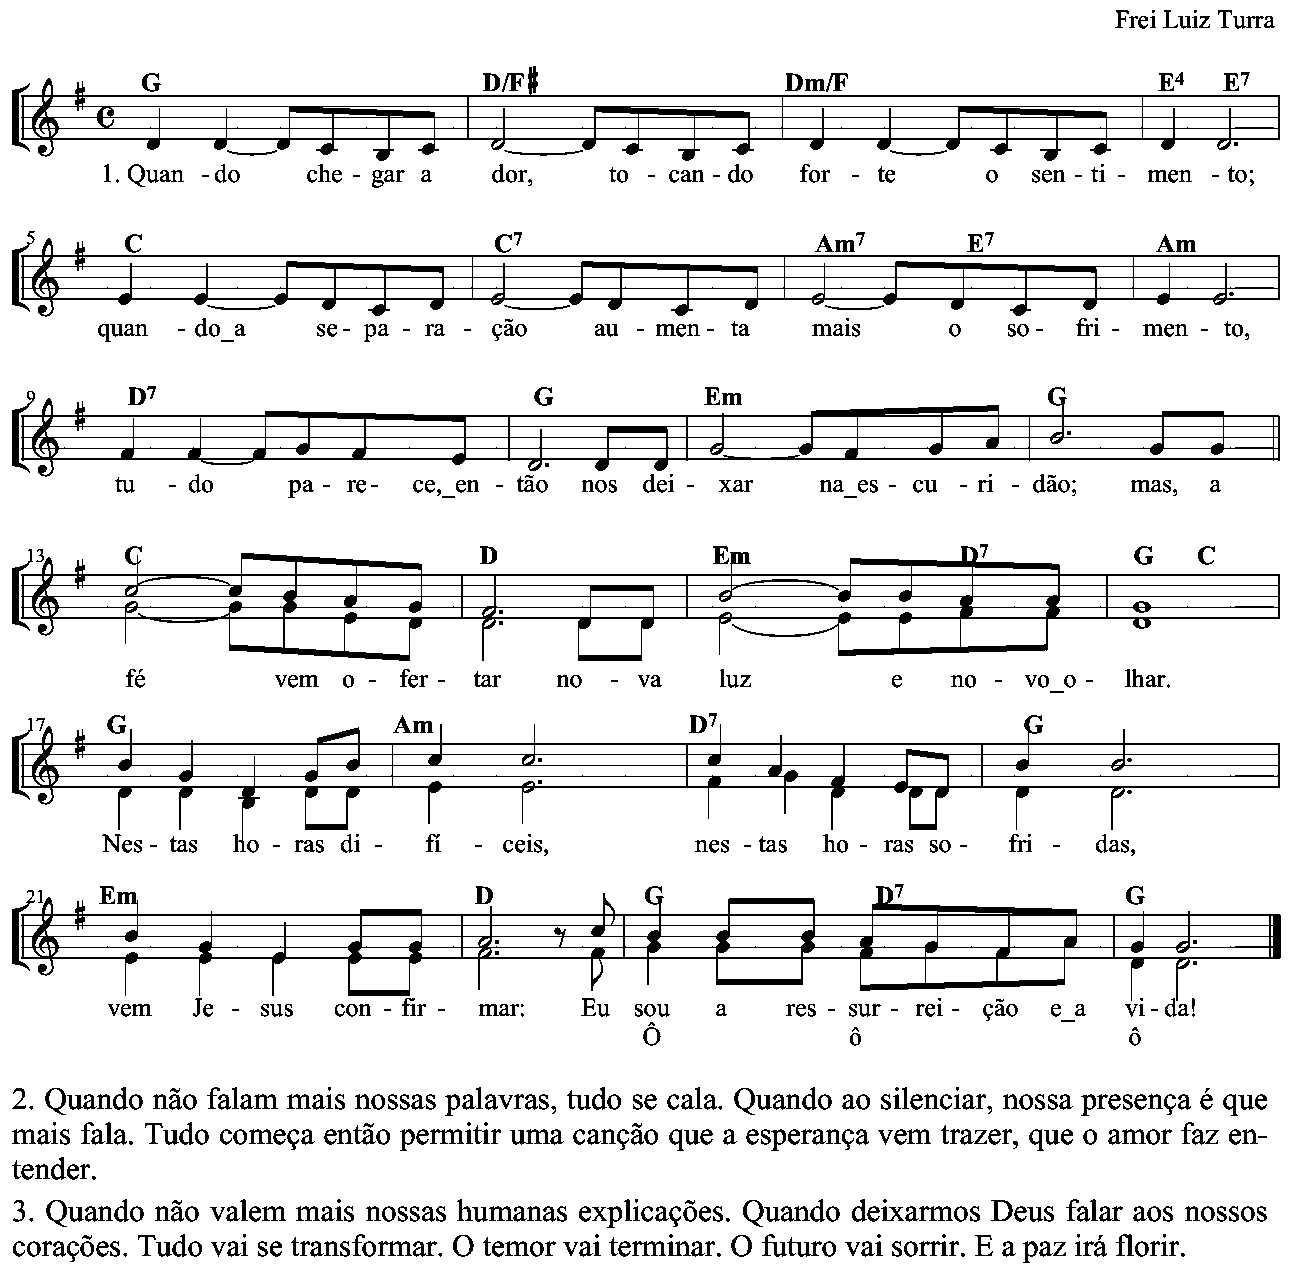 Frei Luiz Turra
G D/F# Dm/F E4 E7
1. Quan - do che - gar a dor, to - can - do for - te o sen - ti - men - to;
5 C C7 Am7 E7 Am
quan - do_a se - pa - ra - ção au - men - ta mais o so - fri - men - to,
9 D7 G Em G
tu - do pa - re - ce,_en - tão nos dei - xar na_es - cu - ri - dão; mas, a
13 C D Em D7 G C
fé vem o - fer - tar no - va luz e no - vo_o - lhar.
17 G Am D7 G
Nes - tas ho - ras di - fí - ceis, nes - tas ho - ras so - fri - das,
21 Em D G D7 G
vem Je - sus con - fir - mar: Eu sou a res - sur - rei - ção e_a vi - da!
Ô ô ô
2. Quando não falam mais nossas palavras, tudo se cala. Quando ao silenciar, nossa presença é que
mais fala. Tudo começa então permitir uma canção que a esperança vem trazer, que o amor faz en-
tender.
3. Quando não valem mais nossas humanas explicações. Quando deixarmos Deus falar aos nossos
corações. Tudo vai se transformar. O temor vai terminar. O futuro vai sorrir. E a paz irá florir.